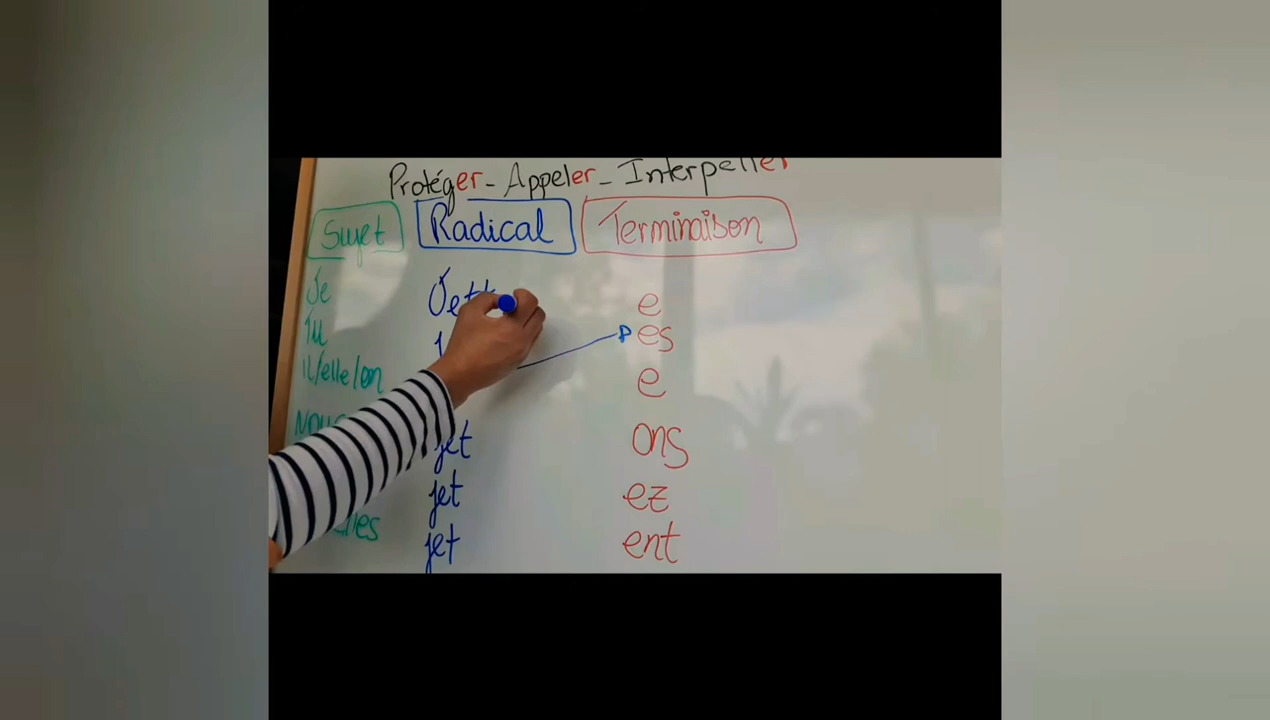 Protéger - Appeler - Interpeller
Sujet Radical Terminaison
Je e
Tu es
il/elle/on e
jet ons
jet ez
jet ent